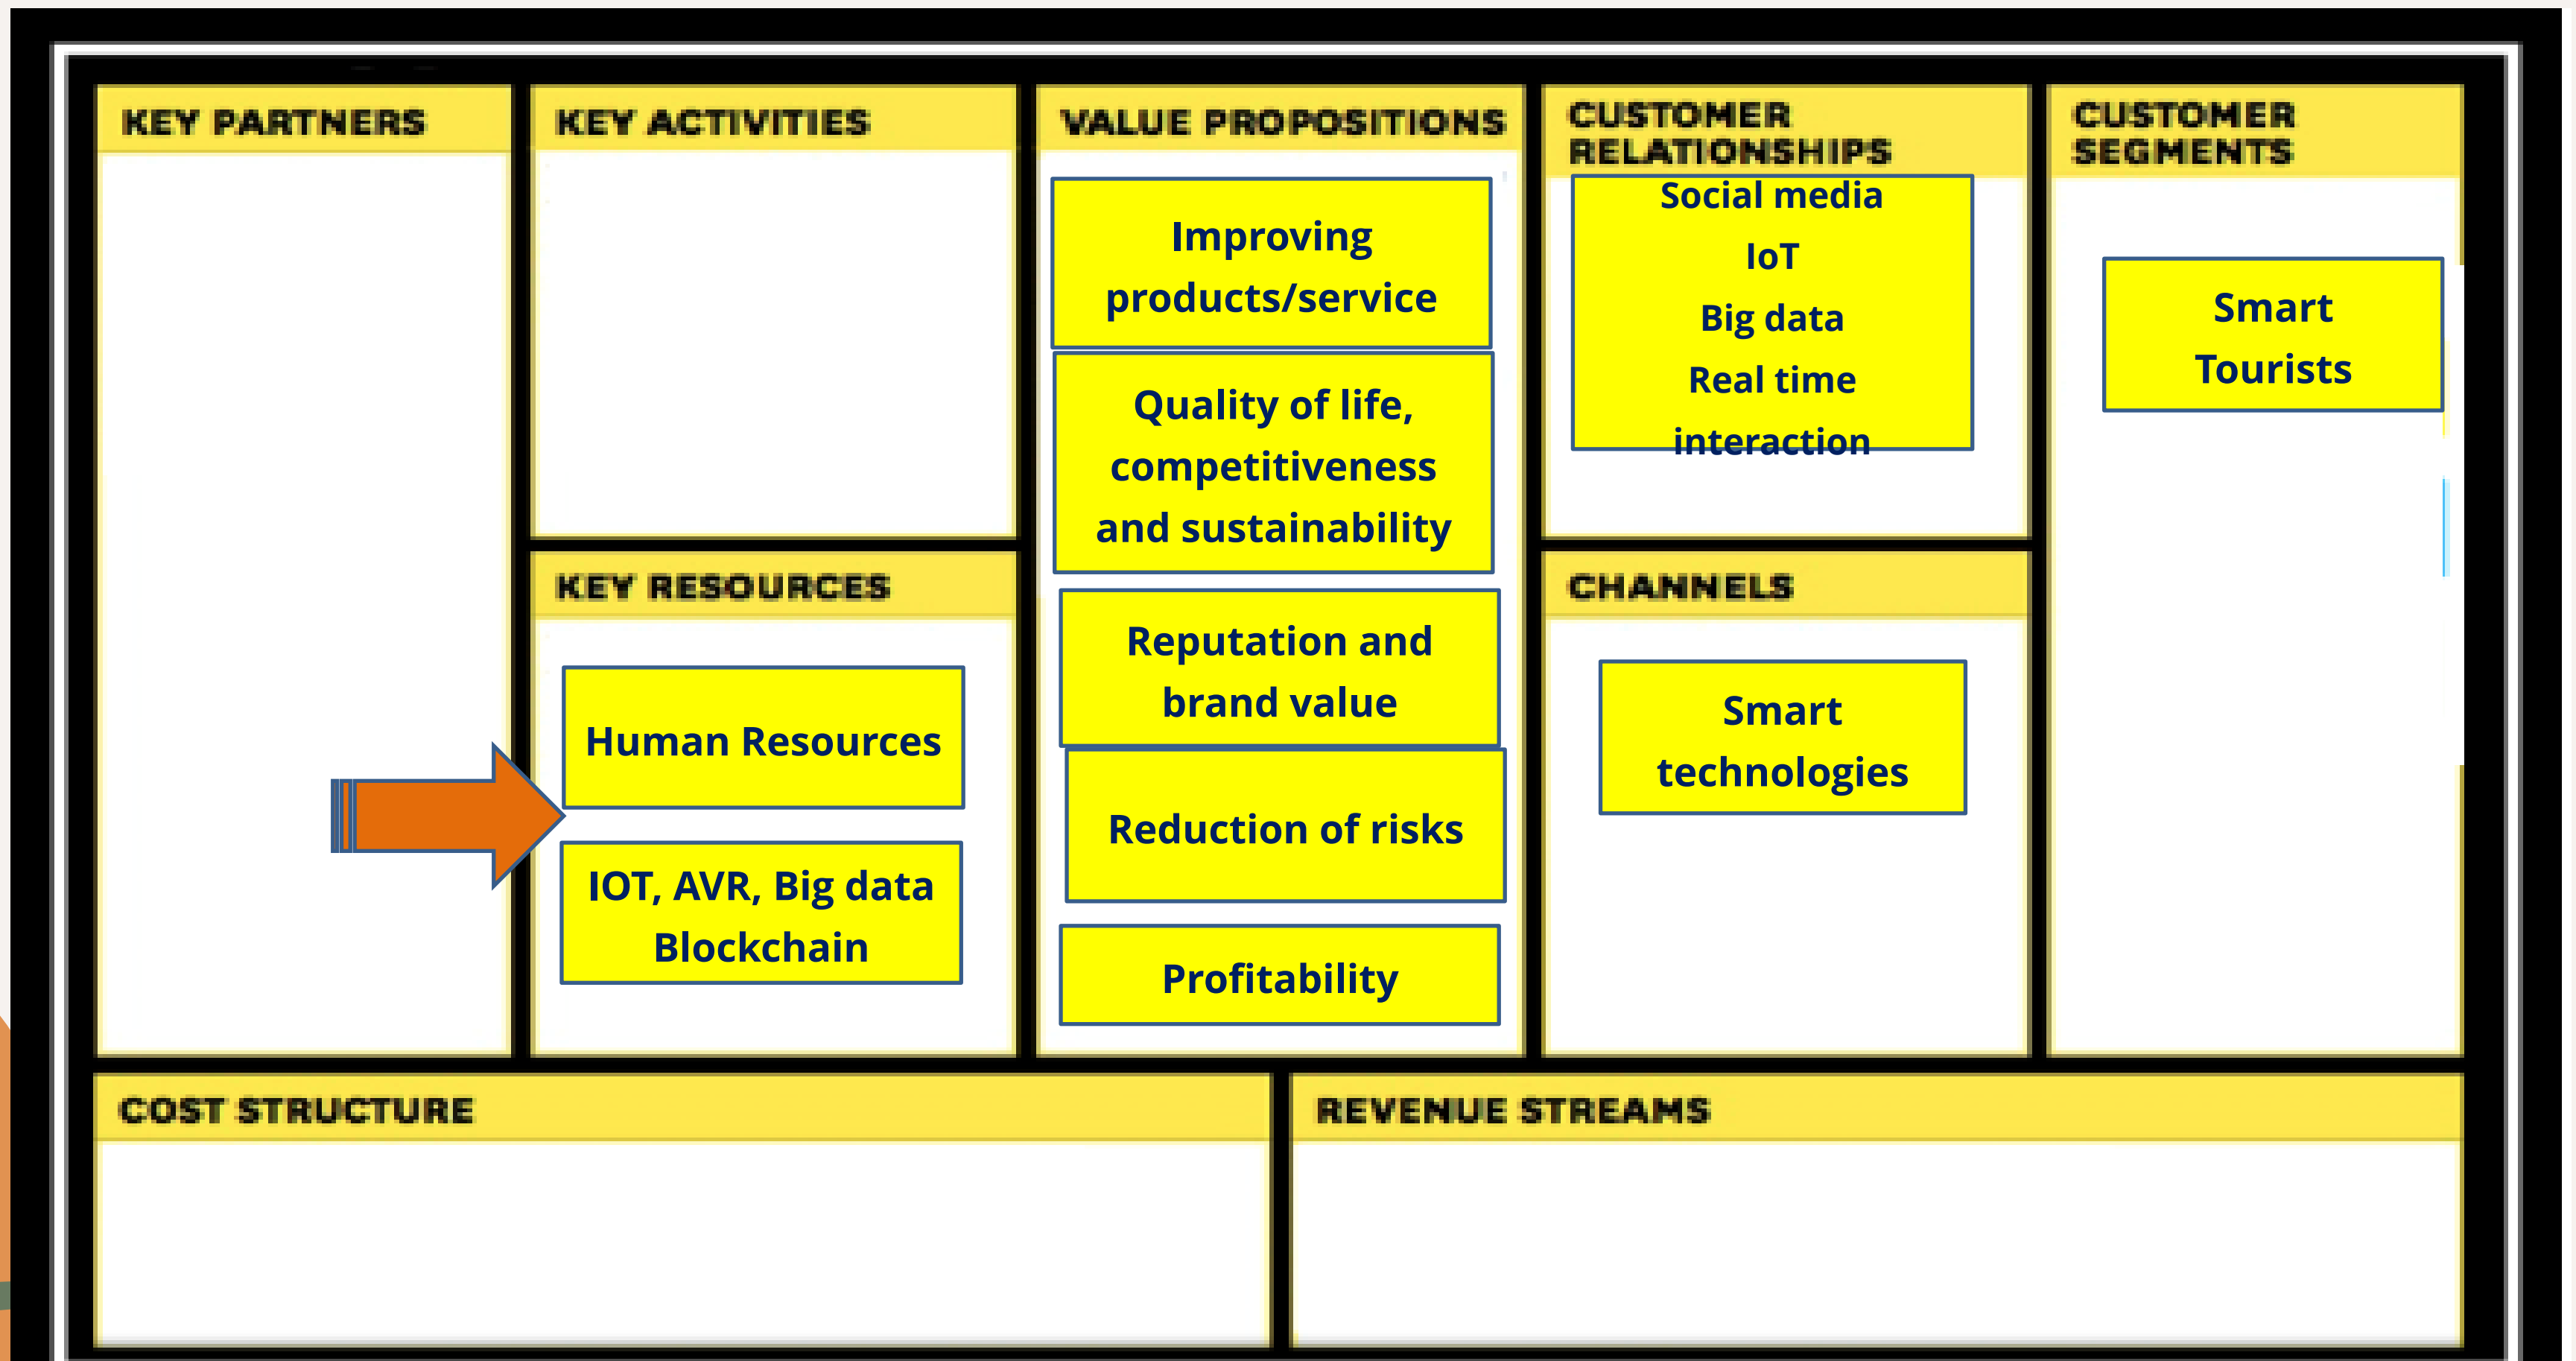 KEY PARTNERS
KEY ACTIVITIES
VALUE PROPOSITIONS
Improving
products/service
Quality of life,
competitiveness
and sustainability
Reputation and
brand value
Reduction of risks
Profitability
CUSTOMER
RELATIONSHIPS
Social media
IoT
Big data
Real time
interaction
CUSTOMER
SEGMENTS
Smart
Tourists
KEY RESOURCES
Human Resources
IOT, AVR, Big data
Blockchain
CHANNELS
Smart
technologies
COST STRUCTURE
REVENUE STREAMS